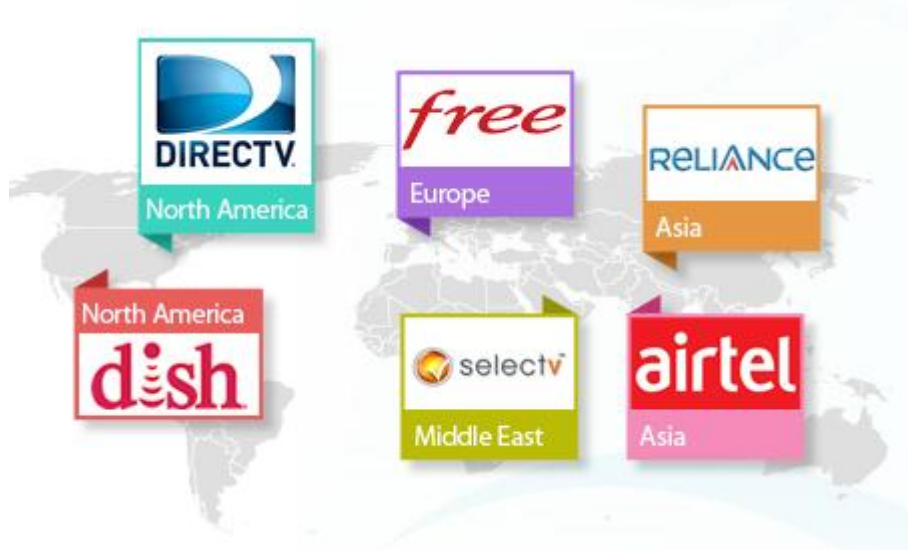 DIRECTV
North America
free
Europe
RELIANCe
Asia
North America
dish
selectv
Middle East
airtel
Asia